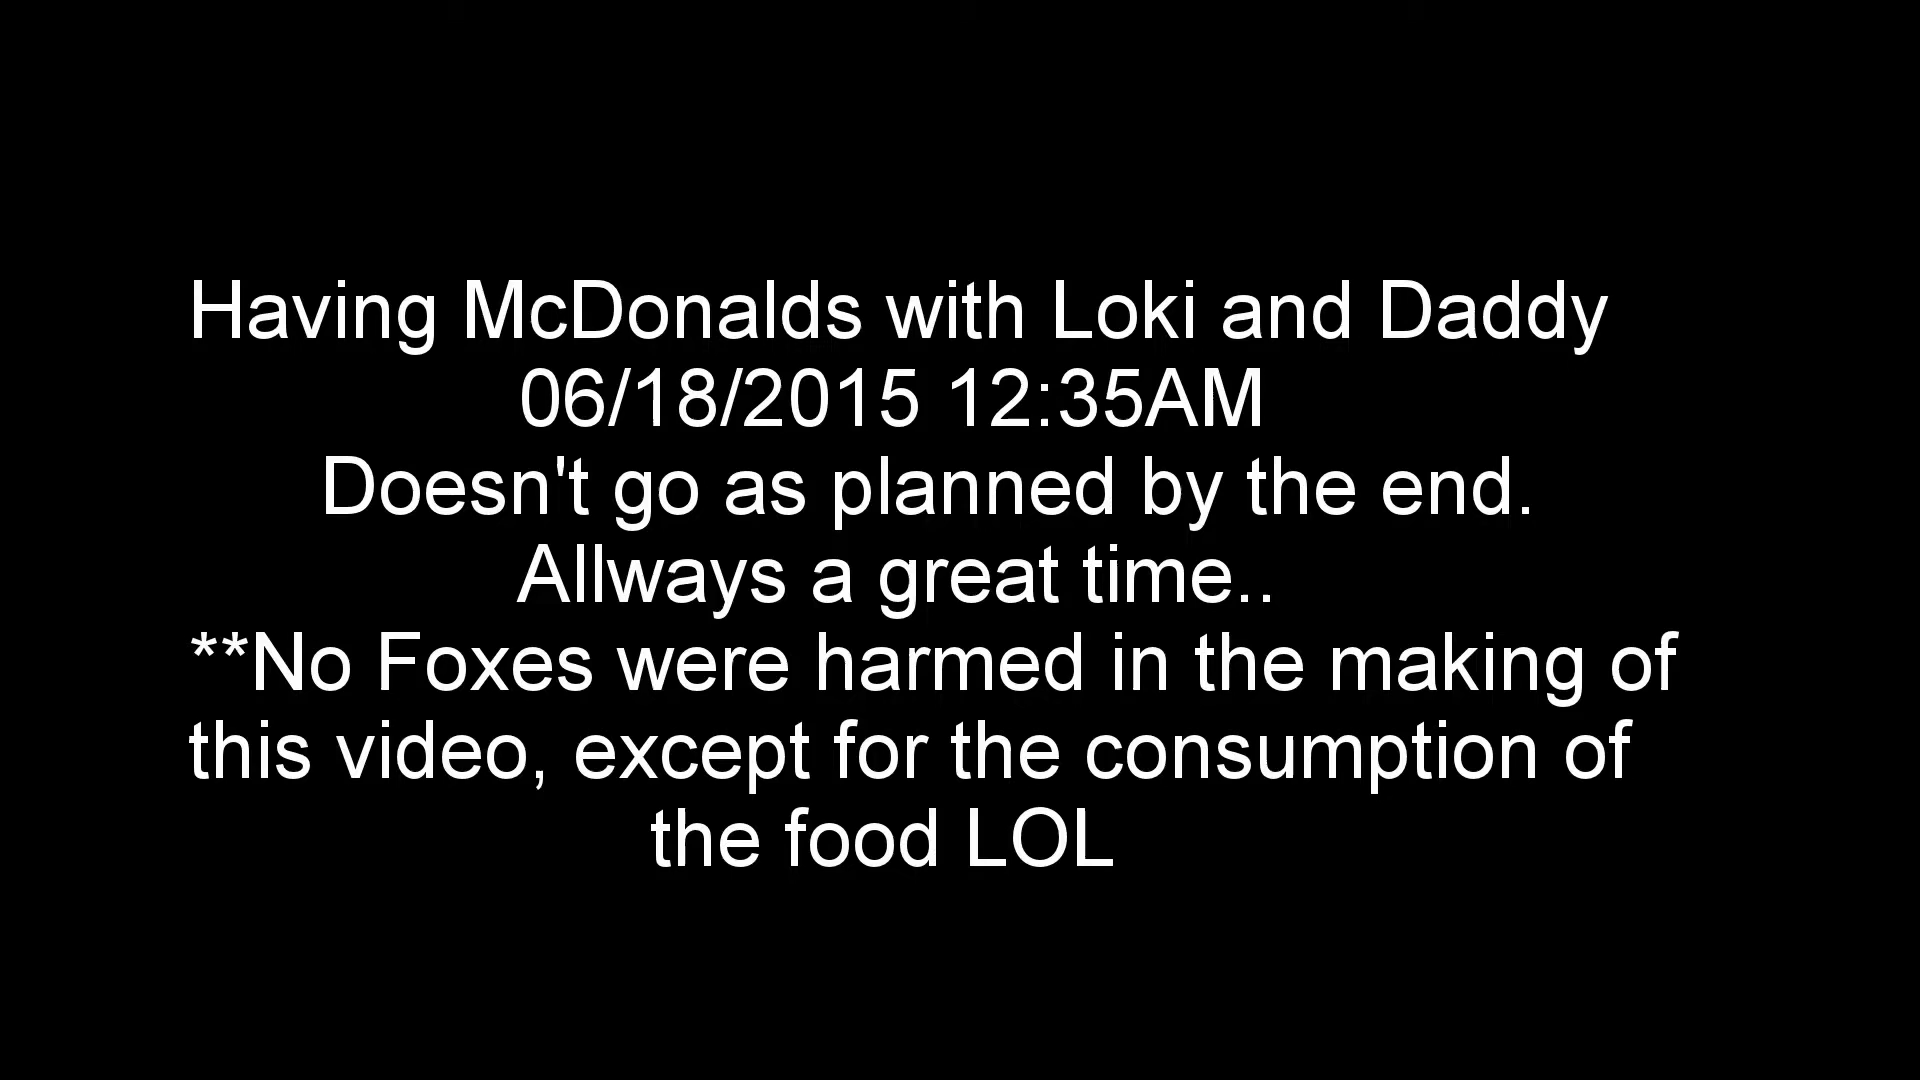 Having McDonalds with Loki and Daddy
06/18/2015 12:35AM
Doesn't go as planned by the end.
Allways a great time..
**No Foxes were harmed in the making of
this video, except for the consumption of
the food LOL